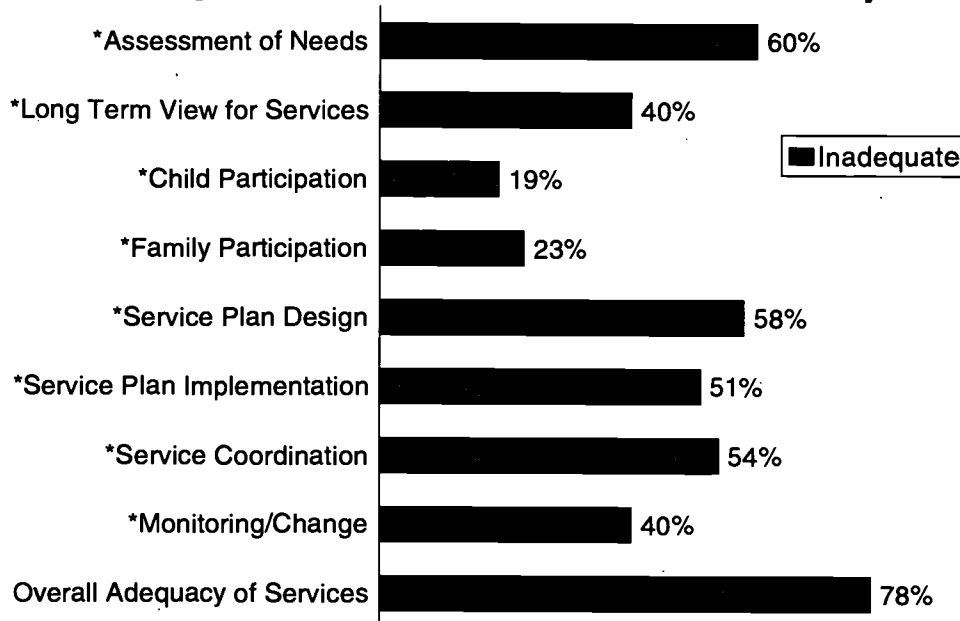 *Assessment of Needs 60%
*Long Term View for Services 40%
Inadequate
*Child Participation 19%
*Family Participation 23%
*Service Plan Design 58%
*Service Plan Implementation 51%
*Service Coordination 54%
*Monitoring/Change 40%
Overall Adequacy of Services 78%